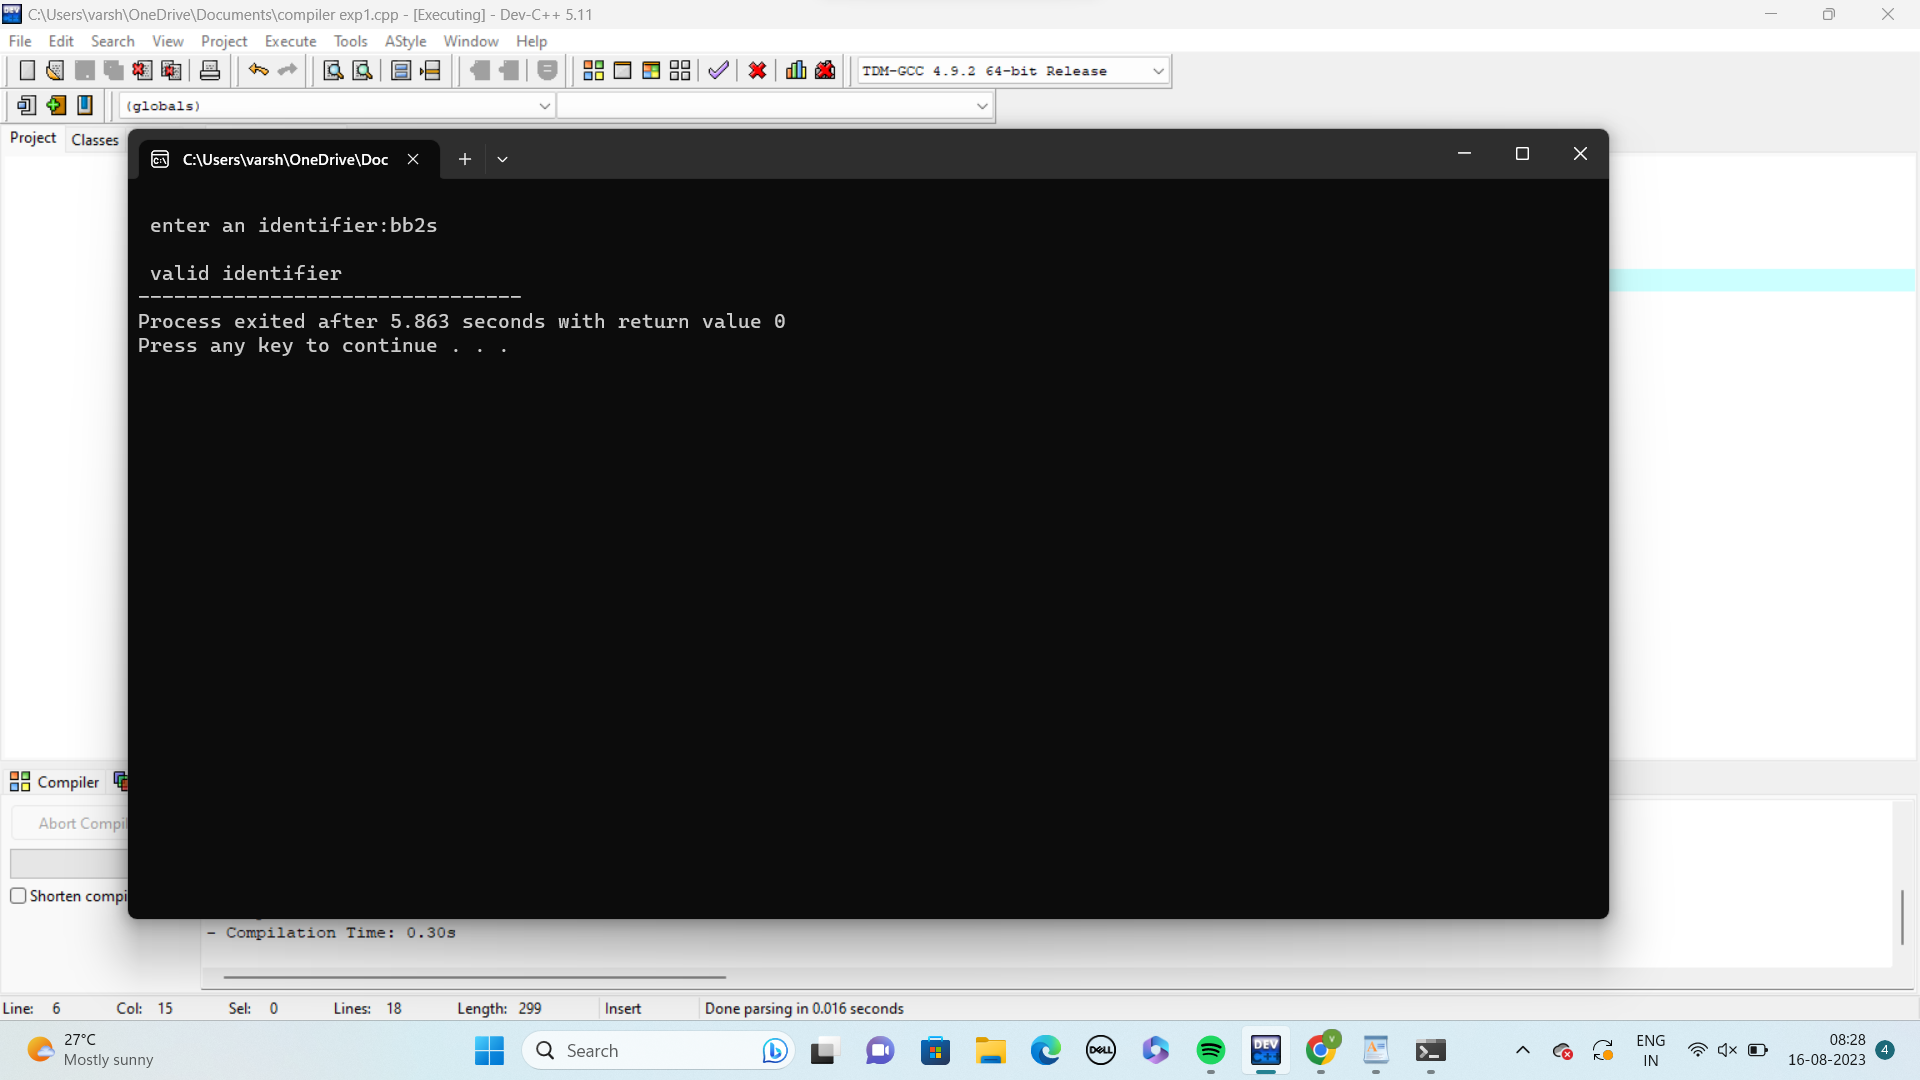 C:\Users\varsh\OneDrive\Documents\compiler exp1.cpp - [Executing] - Dev-C++ 5.11
File Edit Search View Project Execute Tools AStyle Window Help
TDM-GCC 4.9.2 64-bit Release
(globals)
Project Classes
C:\Users\varsh\OneDrive\Doc
enter an identifier:bb2s
valid identifier
--------------------------------
Process exited after 5.863 seconds with return value 0
Press any key to continue . . .
Compiler
Abort Compil
Shorten compi
- Compilation Time: 0.30s
Line: 6 Col: 15 Sel: 0 Lines: 18 Length: 299 Insert Done parsing in 0.016 seconds
27°C
Mostly sunny
Search
DELL
DEV
C++
V
ENG
IN
08:28
16-08-2023
4